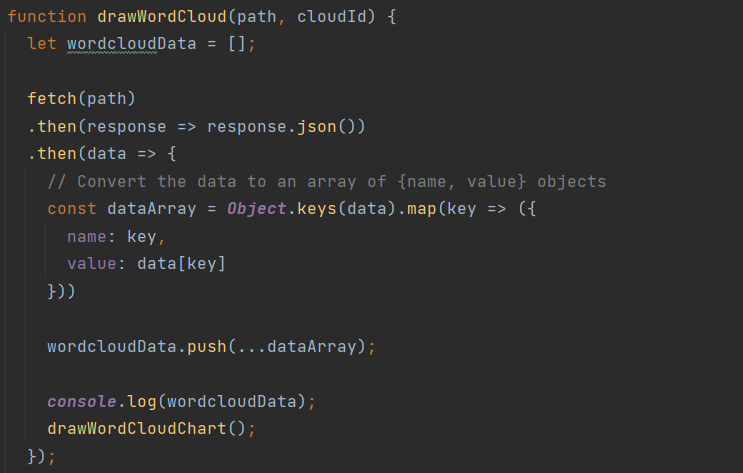 function drawWordCloud(path, cloudId) {
  let wordcloudData = [];

  fetch(path)
  .then(response => response.json())
  .then(data => {
    // Convert the data to an array of {name, value} objects
    const dataArray = Object.keys(data).map(key => ({
      name: key,
      value: data[key]
    }))

    wordcloudData.push(...dataArray);

    console.log(wordcloudData);
    drawWordCloudChart();
  });